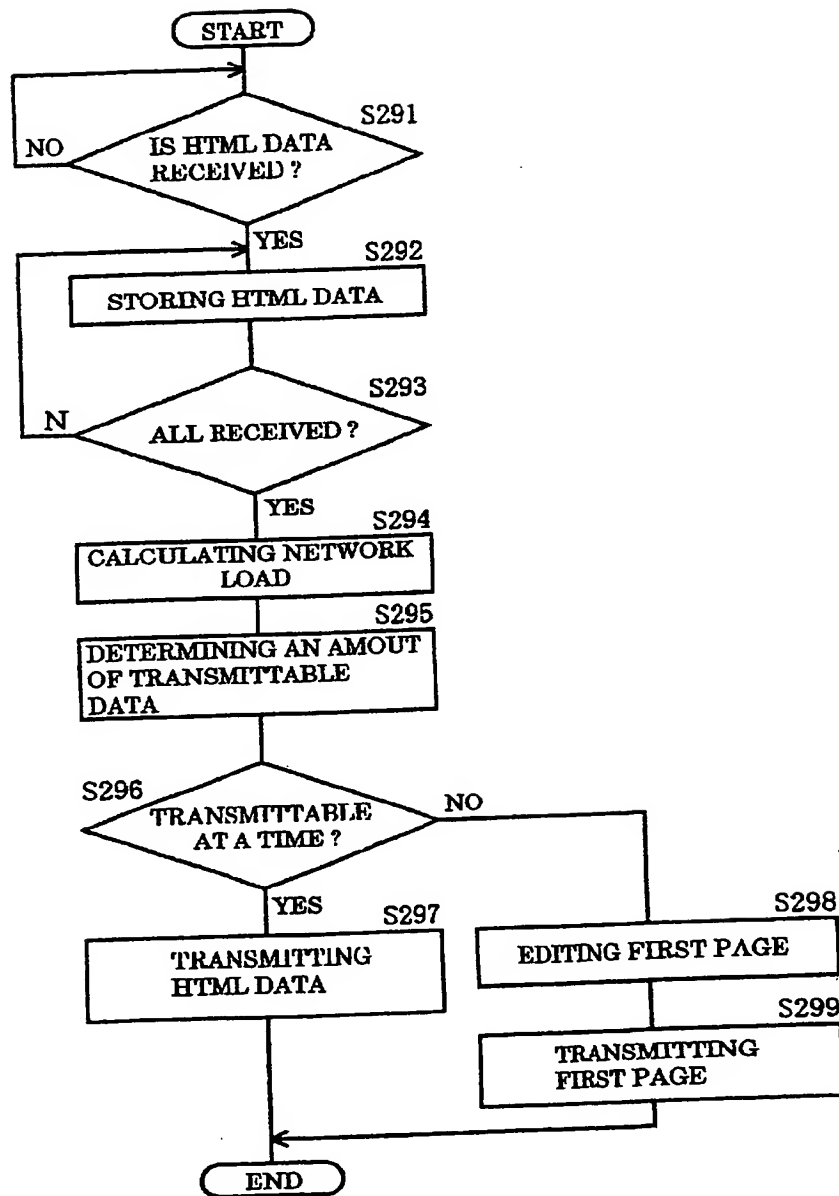 START
S291
NO
IS HTML DATA
RECEIVED ?
YES
S292
STORING HTML DATA
S293
N
ALL RECEIVED ?
YES
S294
CALCULATING NETWORK
LOAD
S295
DETERMINING AN AMOUT
OF TRANSMITTABLE
DATA
S296
TRANSMITTABLE
AT A TIME ?
NO
YES
S297
TRANSMITTING
HTML DATA
S298
EDITING FIRST PAGE
S299
TRANSMITTING
FIRST PAGE
END